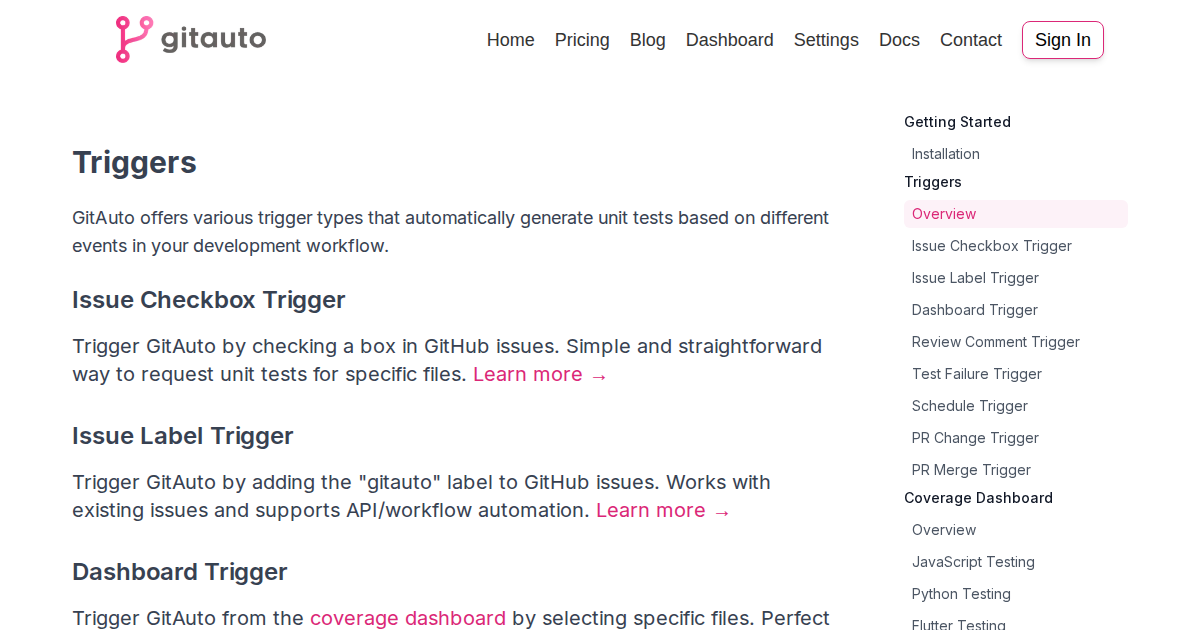 gitauto
Home Pricing Blog Dashboard Settings Docs Contact Sign In
Triggers
GitAuto offers various trigger types that automatically generate unit tests based on different
events in your development workflow.
Issue Checkbox Trigger
Trigger GitAuto by checking a box in GitHub issues. Simple and straightforward
way to request unit tests for specific files. Learn more →
Issue Label Trigger
Trigger GitAuto by adding the "gitauto" label to GitHub issues. Works with
existing issues and supports API/workflow automation. Learn more →
Dashboard Trigger
Trigger GitAuto from the coverage dashboard by selecting specific files. Perfect
Getting Started
Installation
Triggers
Overview
Issue Checkbox Trigger
Issue Label Trigger
Dashboard Trigger
Review Comment Trigger
Test Failure Trigger
Schedule Trigger
PR Change Trigger
PR Merge Trigger
Coverage Dashboard
Overview
JavaScript Testing
Python Testing
Flutter Testing